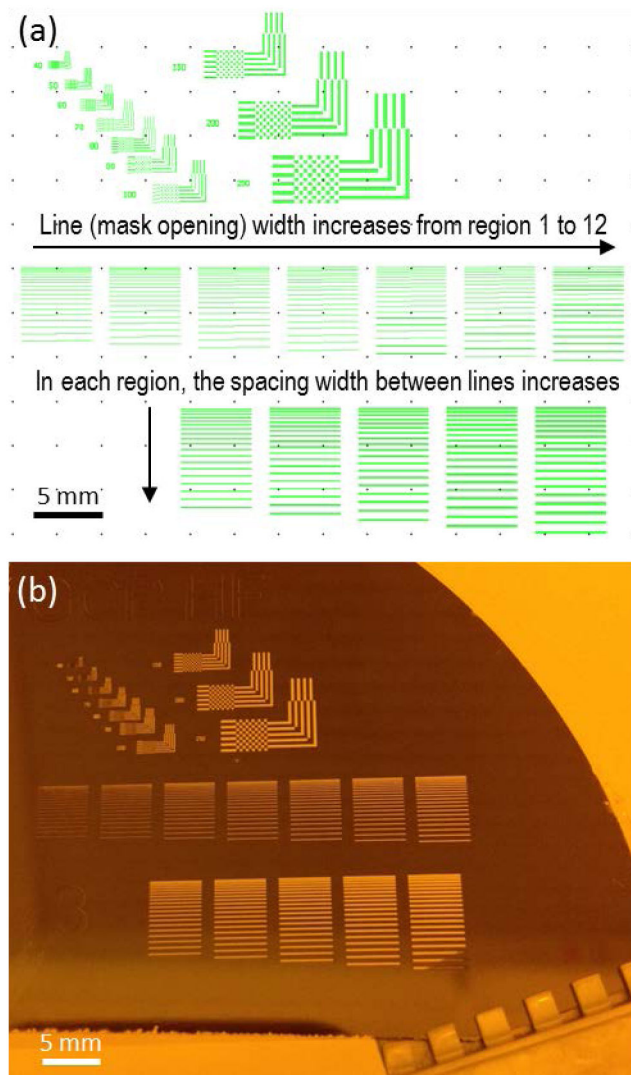 (a)
40
50
60
70
80
90
100
150
200
250
Line (mask opening) width increases from region 1 to 12
In each region, the spacing width between lines increases
5 mm
(b)
5 mm